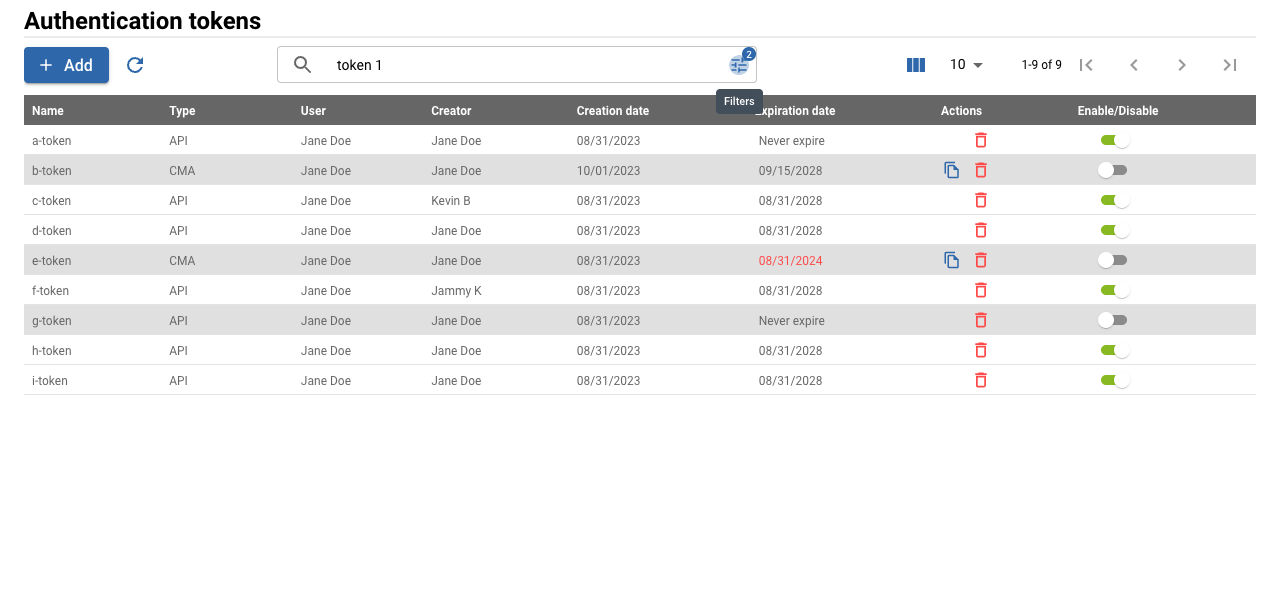 Authentication tokens
Add
token 1
2
10
1-9 of 9
Filters
Name Type User Creator Creation date xpiration date Actions Enable/Disable
a-token API Jane Doe Jane Doe 08/31/2023 Never expire
b-token CMA Jane Doe Jane Doe 10/01/2023 09/15/2028
c-token API Jane Doe Kevin B 08/31/2023 08/31/2028
d-token API Jane Doe Jane Doe 08/31/2023 08/31/2028
e-token CMA Jane Doe Jane Doe 08/31/2023 08/31/2024
f-token API Jane Doe Jammy K 08/31/2023 08/31/2028
g-token API Jane Doe Jane Doe 08/31/2023 Never expire
h-token API Jane Doe Jane Doe 08/31/2023 08/31/2028
i-token API Jane Doe Jane Doe 08/31/2023 08/31/2028